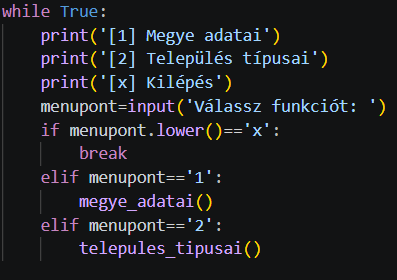 while True:
    print('[1] Megye adatai')
    print('[2] Település típusai')
    print('[x] Kilépés')
    menupont=input('Válassz funkciót: ')
    if menupont.lower()=='x':
        break
    elif menupont=='1':
        megye_adatai()
    elif menupont=='2':
        telepules_tipusai()